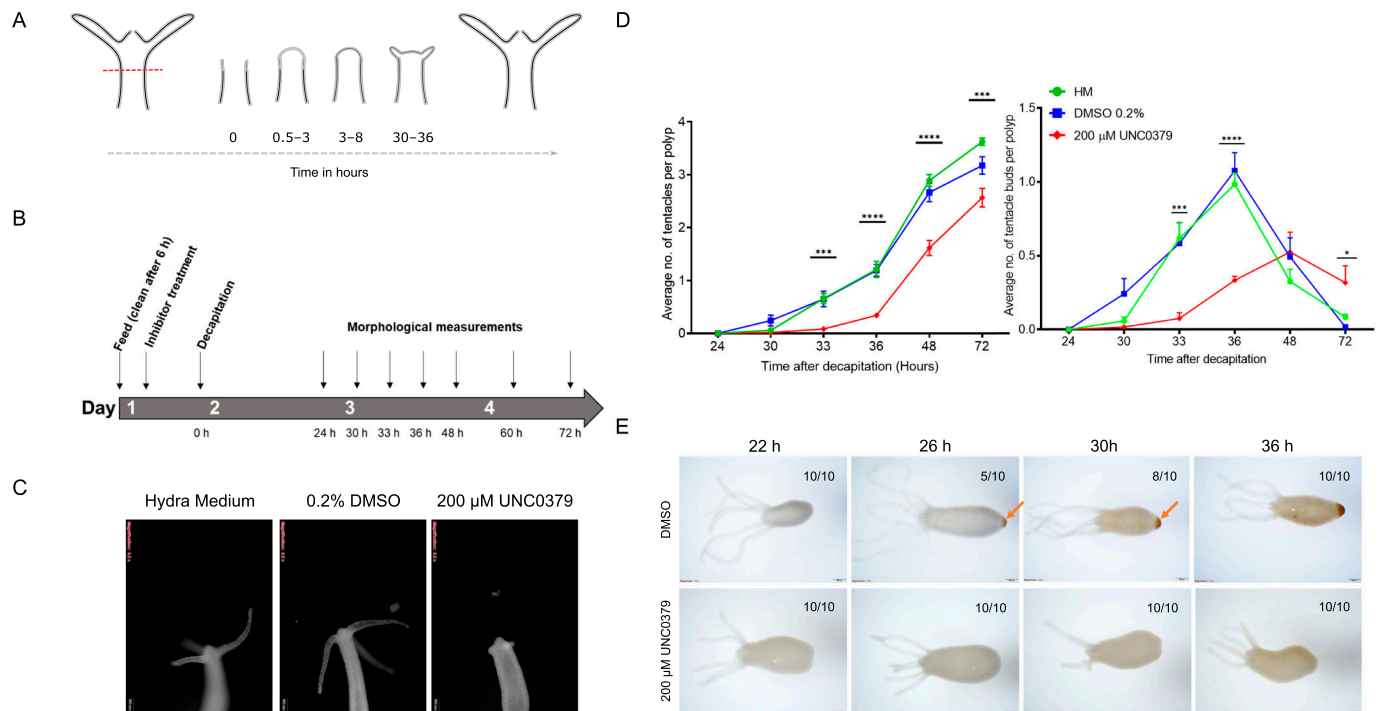 A
0
0.5–3
3–8
30–36
Time in hours
B
Feed (clean after 6 h)
Inhibitor treatment
Decapitation
Morphological measurements
Day 1 2 3 4
0 h 24 h 30 h 33 h 36 h 48 h 60 h 72 h
C
Hydra Medium
0.2% DMSO
200 µM UNC0379
D
Average no. of tentacles per polyp
4
3
2
1
0
***
****
****
***
24 30 33 36 48 72
Time after decapitation (Hours)
HM
DMSO 0.2%
200 µM UNC0379
Average no. of tentacle buds per polyp
1.5
1.0
0.5
0.0
***
****
*
24 30 33 36 48 72
Time after decapitation
E
22 h 26 h 30h 36 h
DMSO
10/10 5/10 8/10 10/10
200 µM UNC0379
10/10 10/10 10/10 10/10